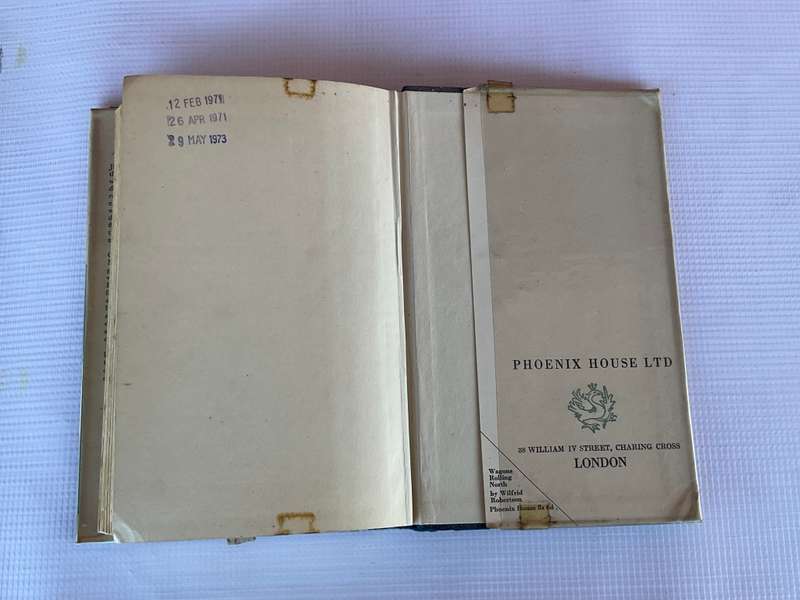 12 FEB 1971
26 APR 1971
29 MAY 1973
PHOENIX HOUSE LTD
38 WILLIAM IV STREET, CHARING CROSS
LONDON
Wagons
Rolling
North
by Wilfrid
Robertson
Phoenix House 8s 6d